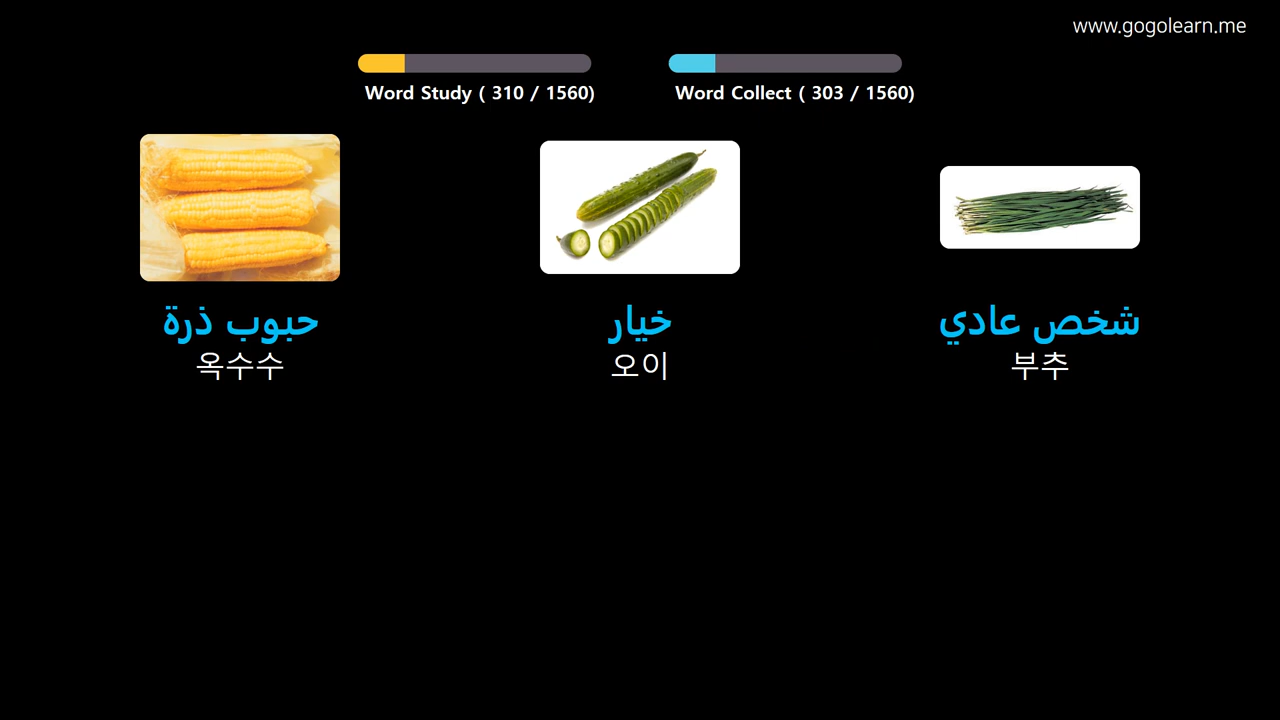 www.gogolearn.me
Word Study ( 310 / 1560)
Word Collect ( 303 / 1560)
حبوب ذرة
옥수수
خيار
오이
شخص عادي
부추